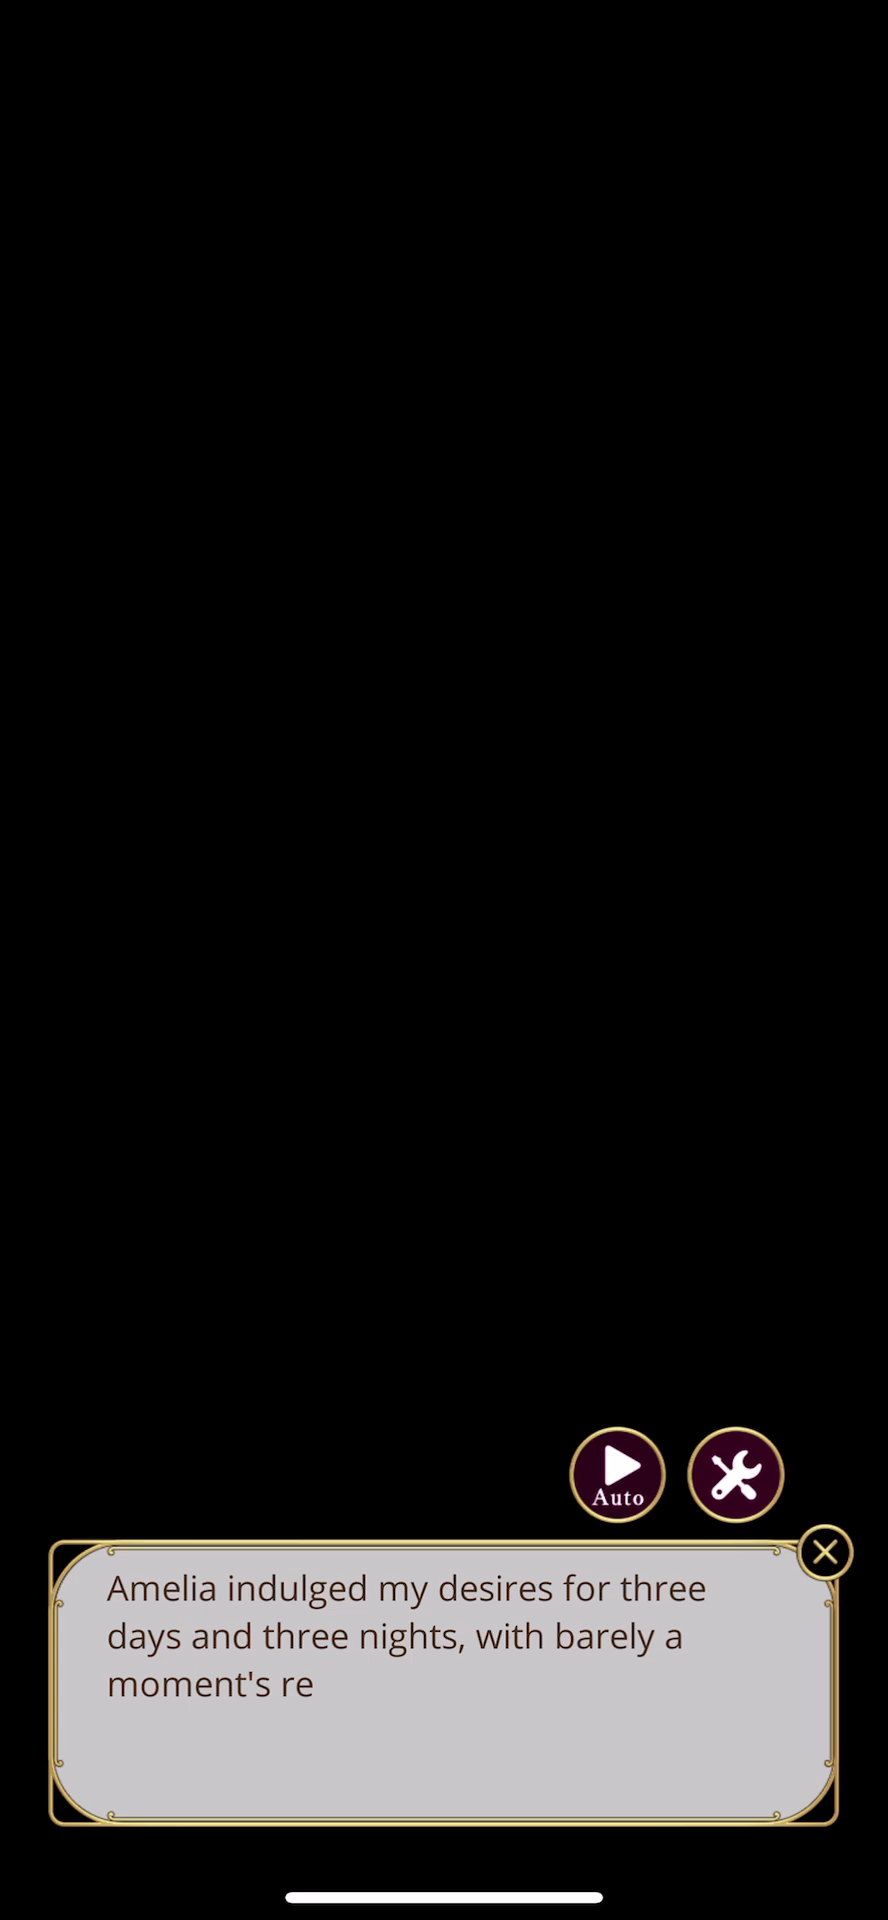 Auto
Amelia indulged my desires for three
days and three nights, with barely a
moment's re